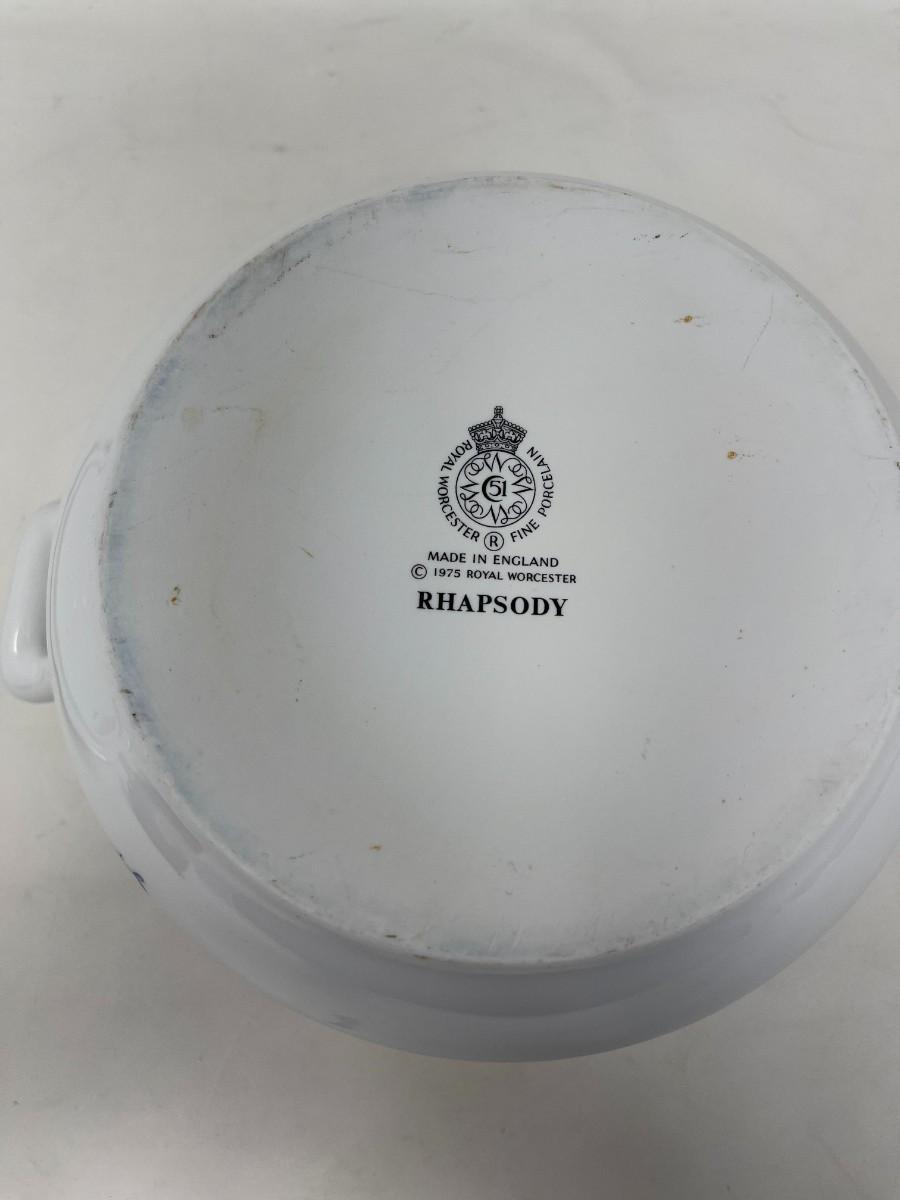 ROYAL WORCESTER ® FINE PORCELAIN
C 51
MADE IN ENGLAND
© 1975 ROYAL WORCESTER
RHAPSODY